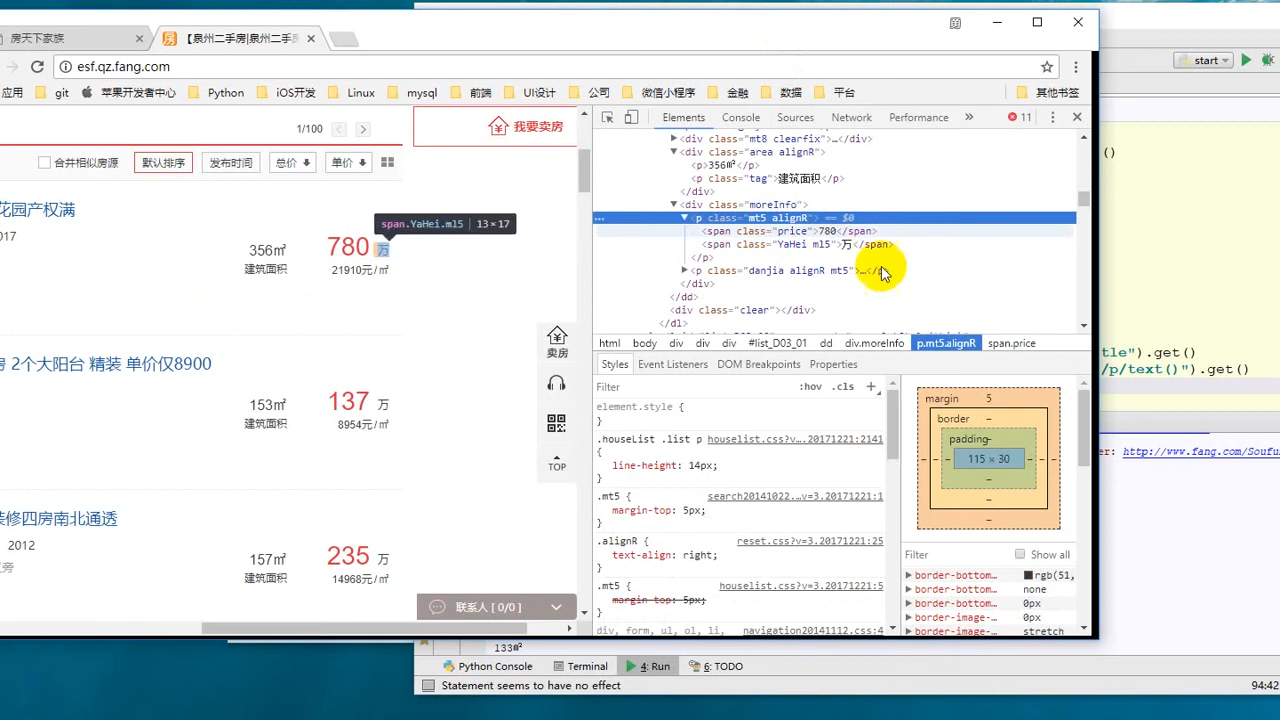 房天下家族
【泉州二手房|泉州二手房
esf.qz.fang.com
应用
git
苹果开发者中心
Python
iOS开发
Linux
mysql
前端
UI设计
公司
微信小程序
金融
数据
平台
其他书签
start
1/100
我要卖房
合并相似房源
默认排序
发布时间
总价
单价
花园产权满
2017
span.YaHei.ml5 | 13×17
356㎡
建筑面积
780 万
21910元/㎡
房 2个大阳台 精装 单价仅8900
153㎡
建筑面积
137 万
8954元/㎡
装修四房南北通透
2012
157㎡
建筑面积
235 万
14968元/㎡
卖房
TOP
联系人 [ 0/0 ]
Elements
Console
Sources
Network
Performance
11
<div class="mt8 clearfix">…</div>
<div class="area alignR">
<p>356㎡</p>
<p class="tag">建筑面积</p>
</div>
<div class="moreInfo">
<p class="mt5 alignR"> == $0
<span class="price">780</span>
<span class="YaHei ml5">万</span>
</p>
<p class="danjia alignR mt5">…</p>
</div>
</dd>
<div class="clear"></div>
</dl>
html body div div div #list_D03_01 dd div.moreInfo p.mt5.alignR span.price
Styles
Event Listeners
DOM Breakpoints
Properties
Filter
:hov
.cls
+
element.style {
}
.houseList .list p houselist.css?v….20171221:2141
{
line-height: 14px;
}
.mt5 { search20141022.…v=3.20171221:1
margin-top: 5px;
}
.alignR { reset.css?v=3.20171221:25
text-align: right;
}
.mt5 { houselist.css?v=3.20171221:5
margin-top: 5px;
}
div, form, ul, ol, li, navigation20141112.css:4
margin 5
border –
padding-
115 × 30
Filter
Show all
border-bottom…
rgb(51,
border-bottom…
none
border-bottom…
0px
border-image-…
0px
border-image-…
stretch
()
tle").get()
/p/text()").get()
er: http://www.fang.com/Soufu
133㎡
Python Console
Terminal
4: Run
6: TODO
Statement seems to have no effect
94:42